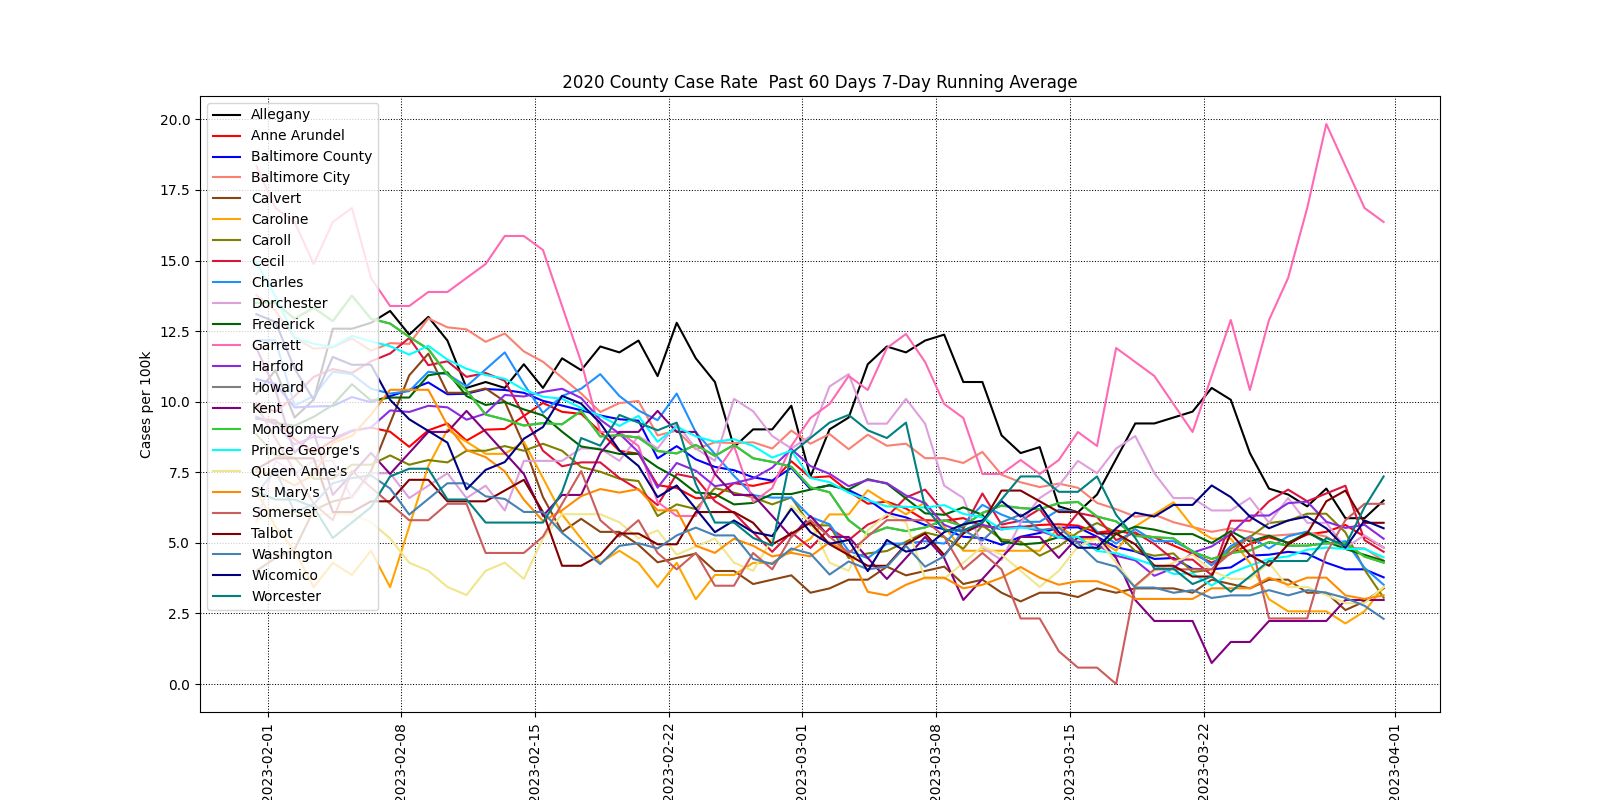 2020 County Case Rate  Past 60 Days 7-Day Running Average
Cases per 100k
20.0
17.5
15.0
12.5
10.0
7.5
5.0
2.5
0.0
Allegany
Anne Arundel
Baltimore County
Baltimore City
Calvert
Caroline
Caroll
Cecil
Charles
Dorchester
Frederick
Garrett
Harford
Howard
Kent
Montgomery
Prince George's
Queen Anne's
St. Mary's
Somerset
Talbot
Washington
Wicomico
Worcester
2023-02-01
2023-02-08
2023-02-15
2023-02-22
2023-03-01
2023-03-08
2023-03-15
2023-03-22
2023-04-01